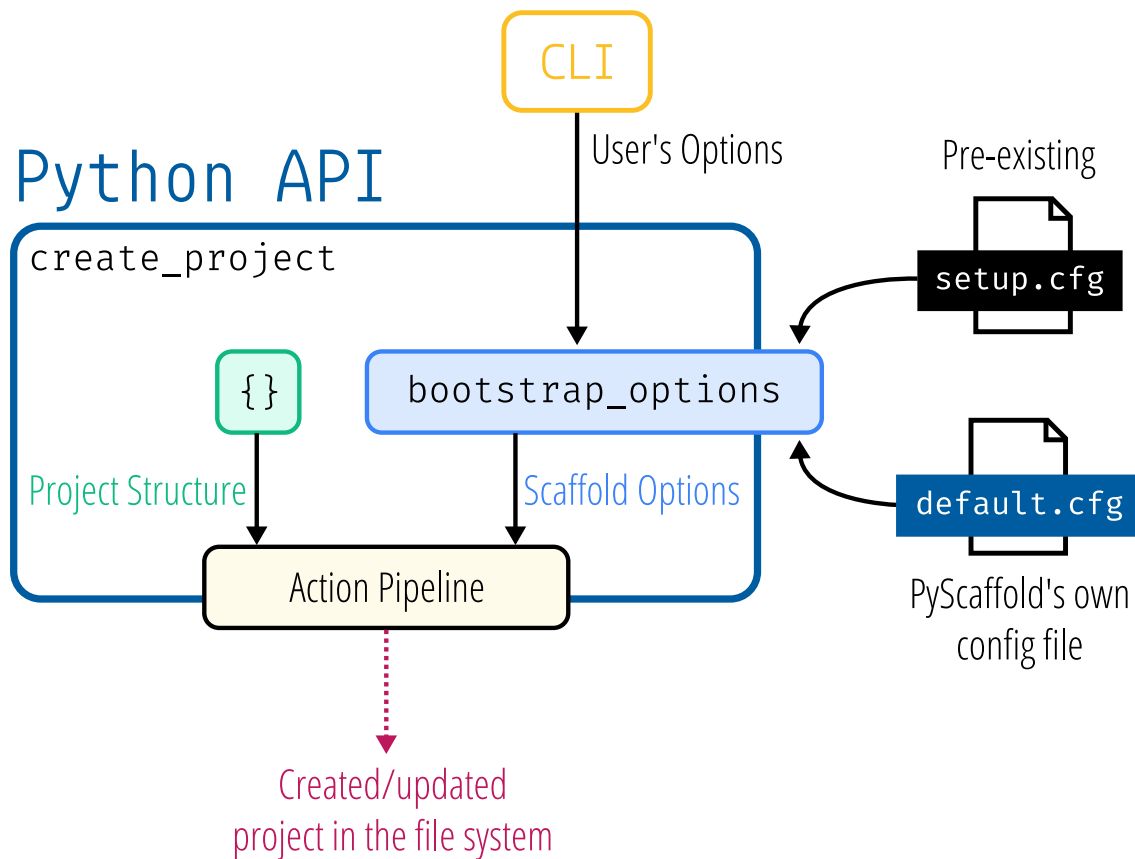 CLI
User's Options
Python API
Pre-existing
create_project
setup.cfg
{}
bootstrap_options
Project Structure
Scaffold Options
default.cfg
Action Pipeline
PyScaffold's own
config file
Created/updated
project in the file system